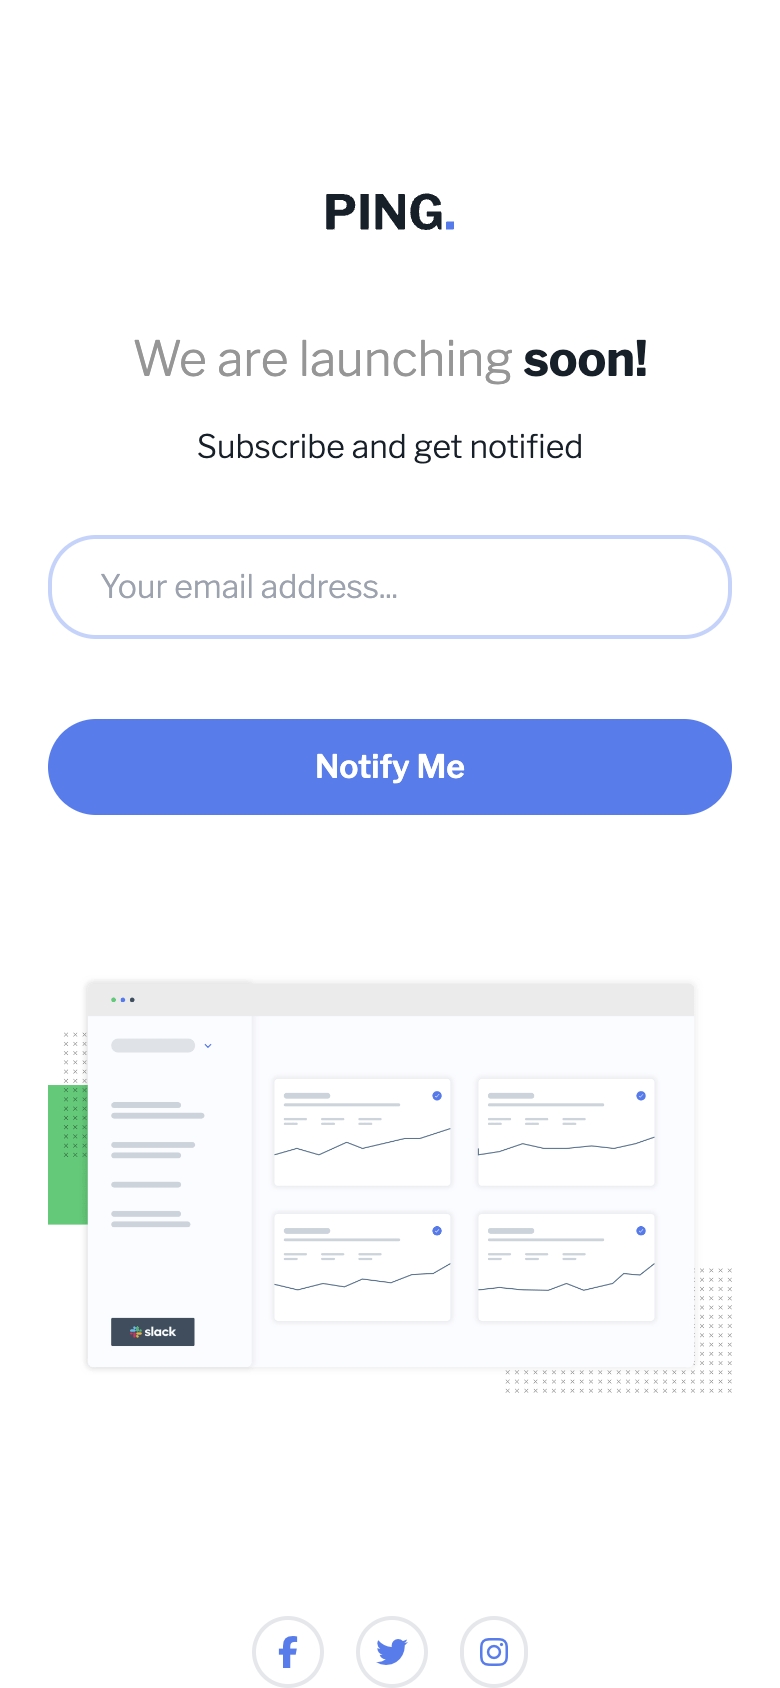 PING.
We are launching soon!
Subscribe and get notified
Your email address...
Notify Me
slack